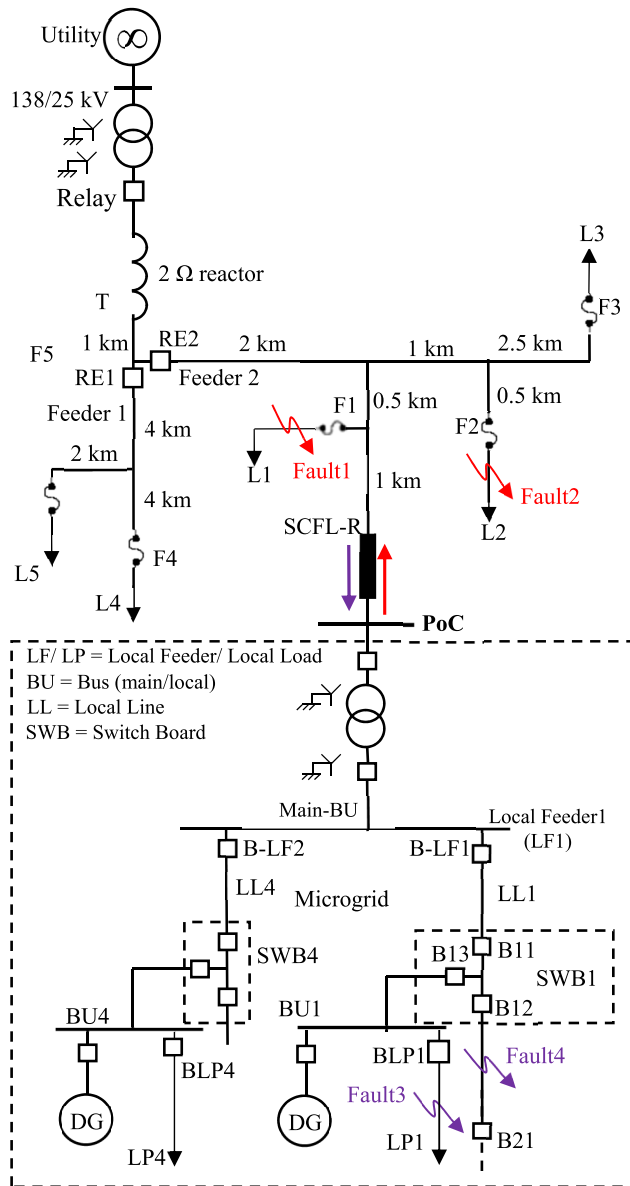 Utility
∞
138/25 kV
Relay
2 Ω reactor
T
L3
F3
F5
1 km
RE2
2 km
1 km
2.5 km
RE1
Feeder 2
Feeder 1
F1
0.5 km
0.5 km
4 km
F2
2 km
L1
Fault1
1 km
Fault2
4 km
SCFL-R
L2
F4
L5
L4
PoC
LF/ LP = Local Feeder/ Local Load
BU = Bus (main/local)
LL = Local Line
SWB = Switch Board
Main-BU
Local Feeder1
(LF1)
B-LF2
B-LF1
LL4
Microgrid
LL1
SWB4
B13
B11
SWB1
BU4
BU1
B12
BLP4
BLP1
Fault4
Fault3
DG
DG
LP4
LP1
B21